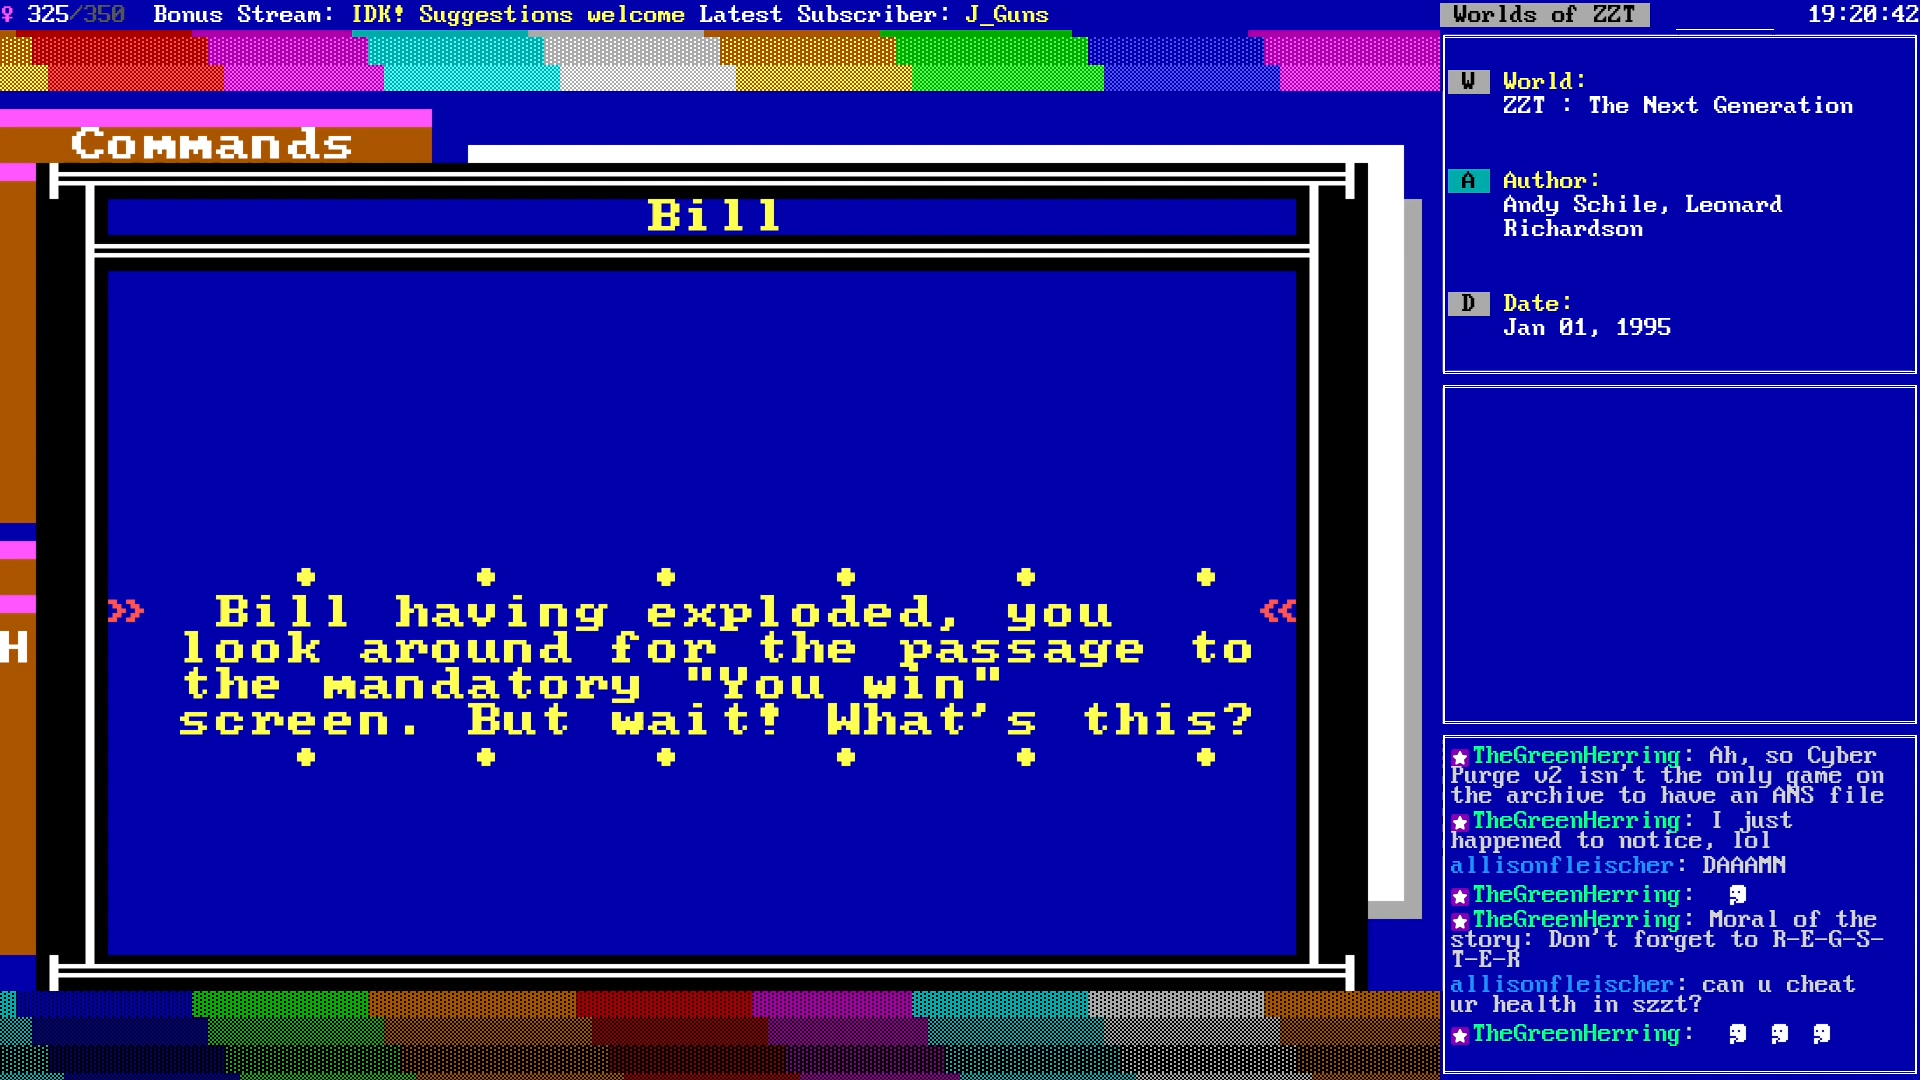 ♀ 325/350 Bonus Stream: IDK! Suggestions welcome Latest Subscriber: J_Guns
Worlds of ZZT
19:20:42
W World:
ZZT : The Next Generation
A Author:
Andy Schile, Leonard
Richardson
D Date:
Jan 01, 1995
Commands
Bill
» Bill having exploded, you «
look around for the passage to
the mandatory "You win"
screen. But wait! What's this?
H
TheGreenHerring: Ah, so Cyber
Purge v2 isn't the only game on
the archive to have an ANS file
TheGreenHerring: I just
happened to notice, lol
allisonfleischer: DAAAMN
TheGreenHerring:
TheGreenHerring: Moral of the
story: Don't forget to R-E-G-S-
T-E-R
allisonfleischer: can u cheat
ur health in szzt?
TheGreenHerring: